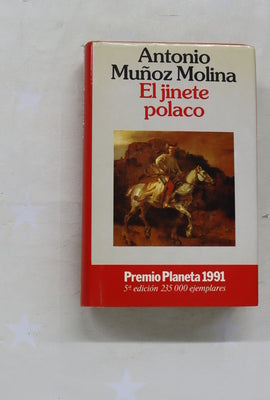 Antonio
Muñoz Molina
El jinete
polaco
Premio Planeta 1991
5ª edición 235 000 ejemplares